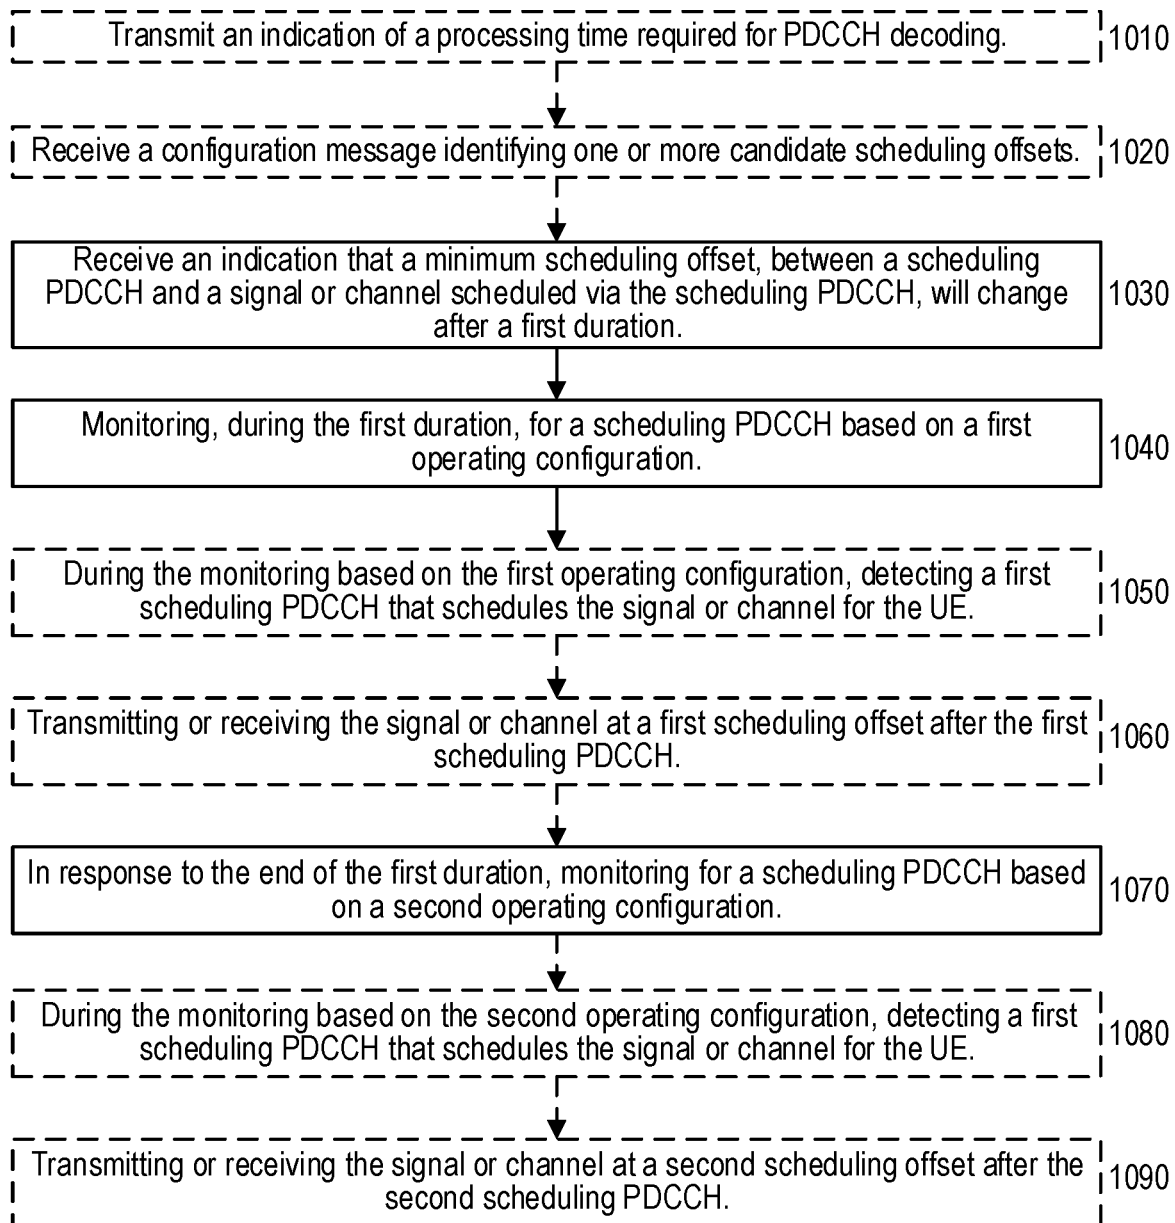 Transmit an indication of a processing time required for PDCCH decoding.
1010
Receive a configuration message identifying one or more candidate scheduling offsets.
1020
Receive an indication that a minimum scheduling offset, between a scheduling
PDCCH and a signal or channel scheduled via the scheduling PDCCH, will change
after a first duration.
1030
Monitoring, during the first duration, for a scheduling PDCCH based on a first
operating configuration.
1040
During the monitoring based on the first operating configuration, detecting a first
scheduling PDCCH that schedules the signal or channel for the UE.
1050
Transmitting or receiving the signal or channel at a first scheduling offset after the first
scheduling PDCCH.
1060
In response to the end of the first duration, monitoring for a scheduling PDCCH based
on a second operating configuration.
1070
During the monitoring based on the second operating configuration, detecting a first
scheduling PDCCH that schedules the signal or channel for the UE.
1080
Transmitting or receiving the signal or channel at a second scheduling offset after the
second scheduling PDCCH.
1090